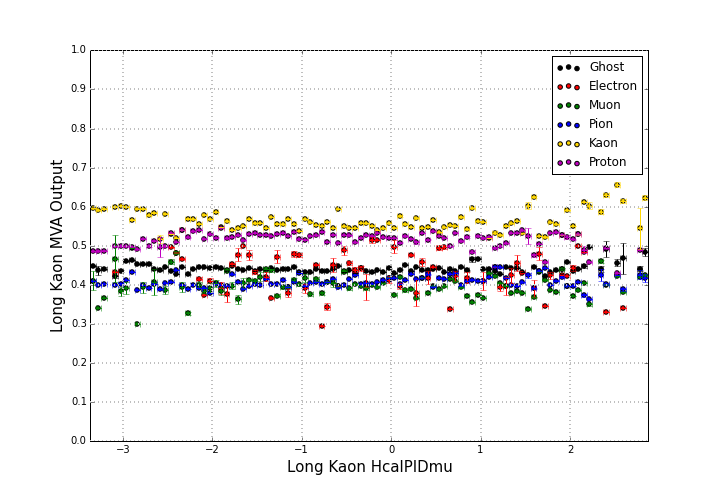 1.0
0.9
0.8
0.7
0.6
0.5
0.4
0.3
0.2
0.1
0.0
Long Kaon MVA Output
Ghost
Electron
Muon
Pion
Kaon
Proton
−3 −2 −1 0 1 2
Long Kaon HcalPIDmu